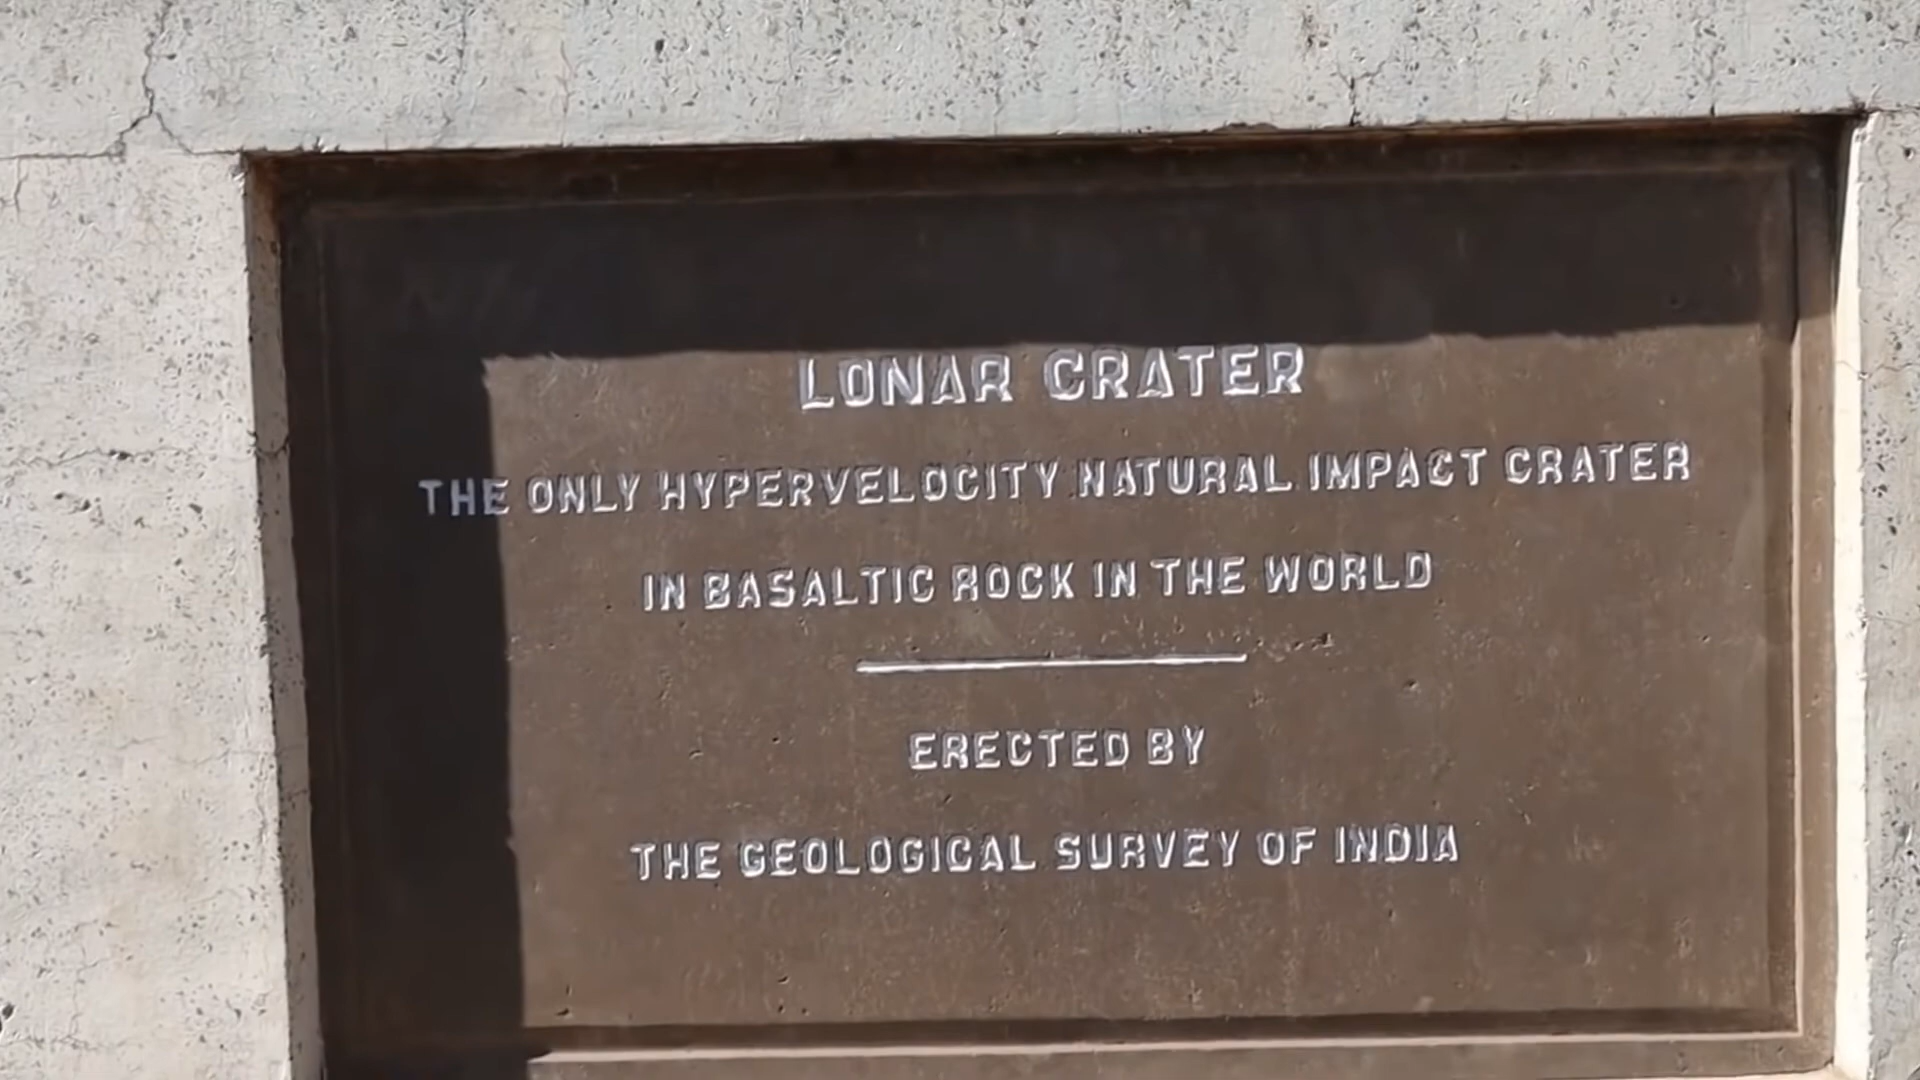 LONAR CRATER
THE ONLY HYPERVELOCITY NATURAL IMPACT CRATER
IN BASALTIC ROCK IN THE WORLD
ERECTED BY
THE GEOLOGICAL SURVEY OF INDIA